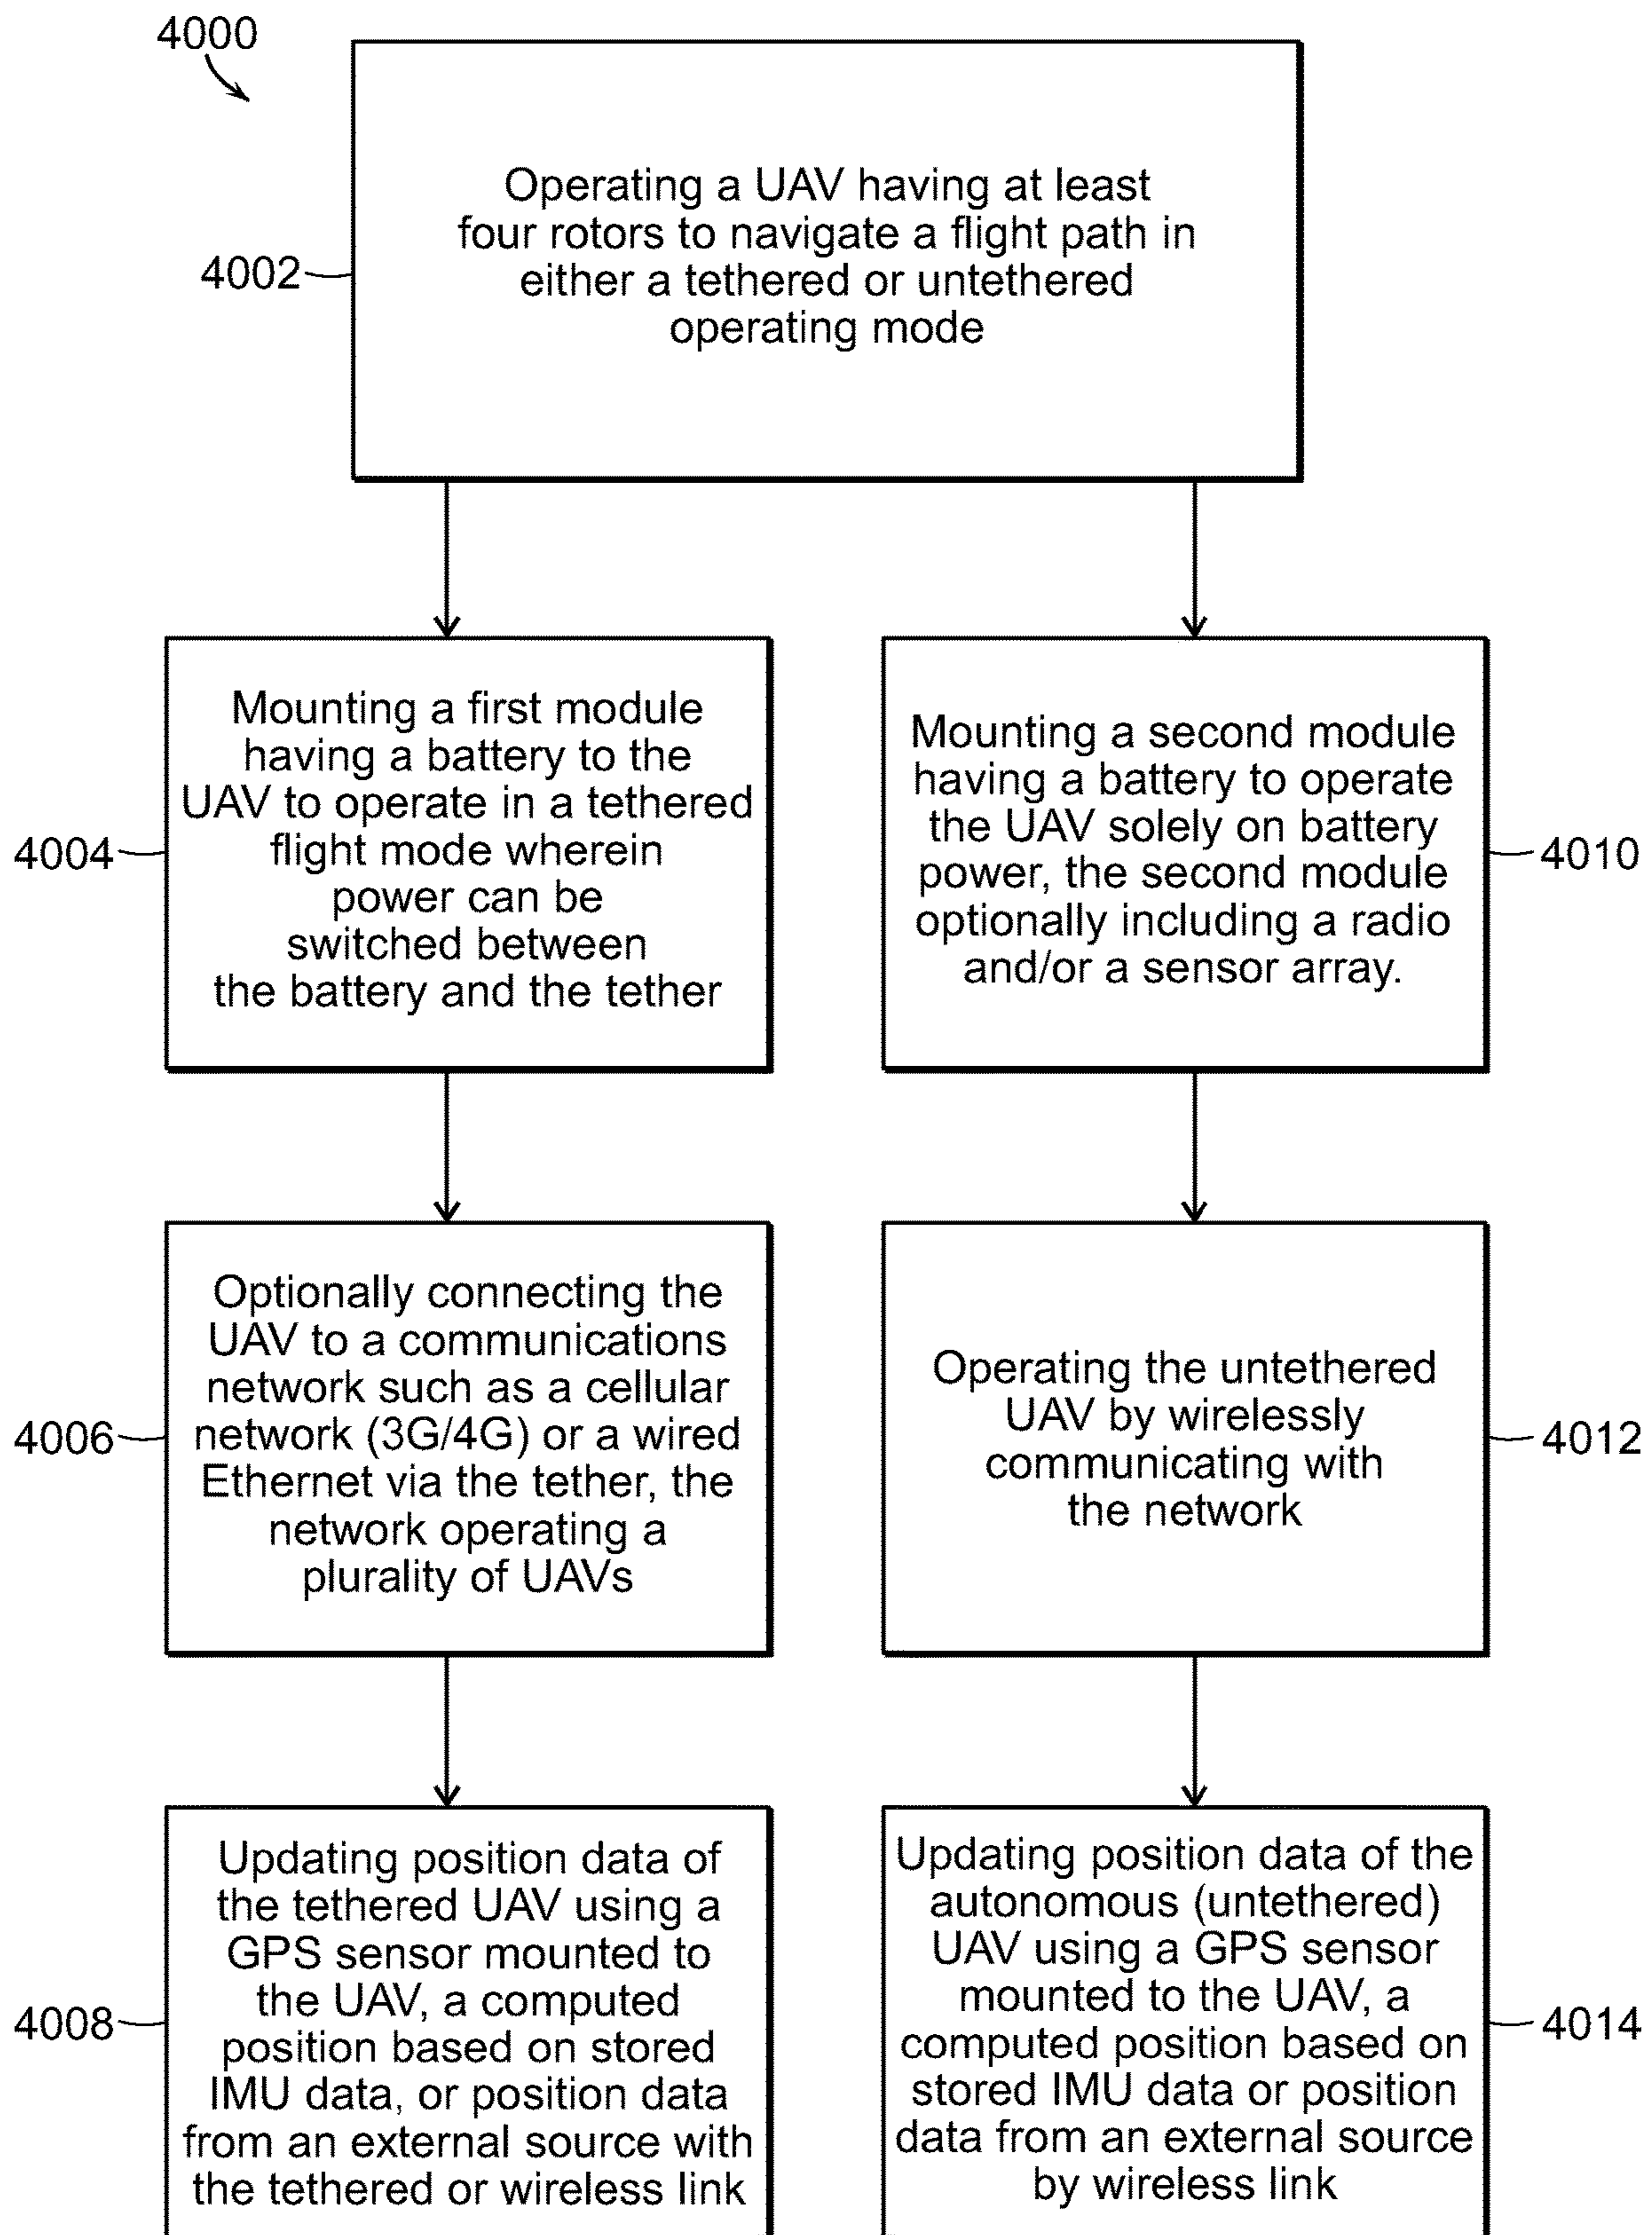 4000
Operating a UAV having at least
four rotors to navigate a flight path in
either a tethered or untethered
operating mode
4002
Mounting a first module
having a battery to the
UAV to operate in a tethered
flight mode wherein
power can be
switched between
the battery and the tether
4004
Mounting a second module
having a battery to operate
the UAV solely on battery
power, the second module
optionally including a radio
and/or a sensor array.
4010
Optionally connecting the
UAV to a communications
network such as a cellular
network (3G/4G) or a wired
Ethernet via the tether, the
network operating a
plurality of UAVs
4006
Operating the untethered
UAV by wirelessly
communicating with
the network
4012
Updating position data of
the tethered UAV using a
GPS sensor mounted to
the UAV, a computed
position based on stored
IMU data, or position data
from an external source with
the tethered or wireless link
4008
Updating position data of the
autonomous (untethered)
UAV using a GPS sensor
mounted to the UAV, a
computed position based on
stored IMU data or position
data from an external source
by wireless link
4014